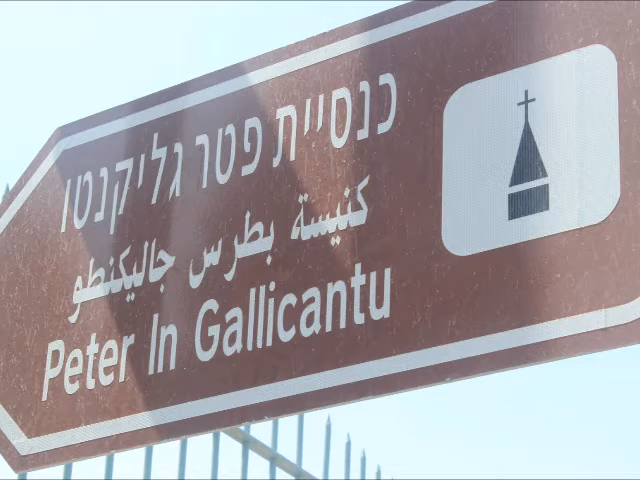 כנסיית פטר גליקנטו
كنيسة بطرس جاليكنطو
Peter In Gallicantu